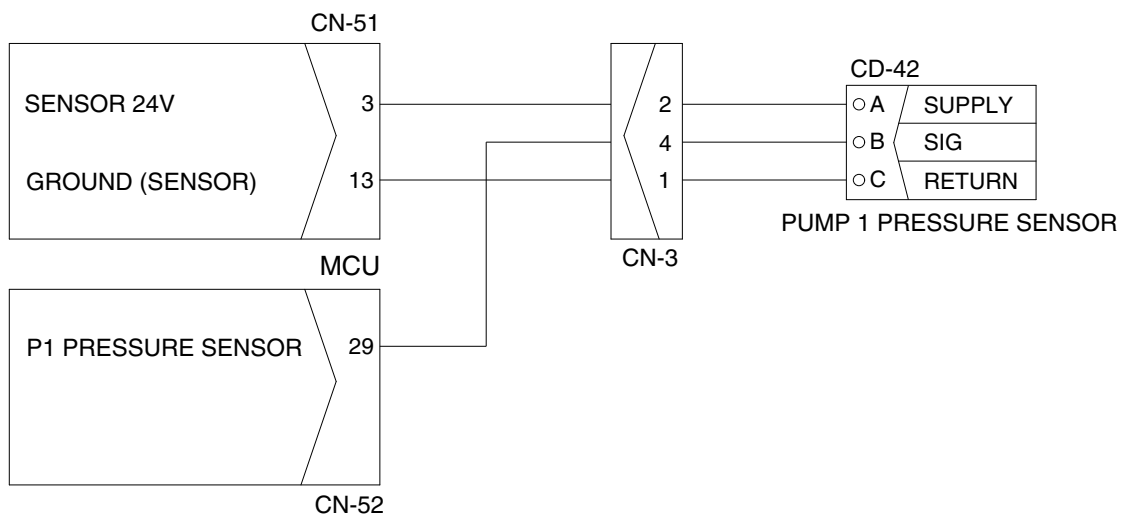 CN-51
SENSOR 24V 3
GROUND (SENSOR) 13
MCU
P1 PRESSURE SENSOR 29
CN-52
2
4
1
CN-3
CD-42
A SUPPLY
B SIG
C RETURN
PUMP 1 PRESSURE SENSOR